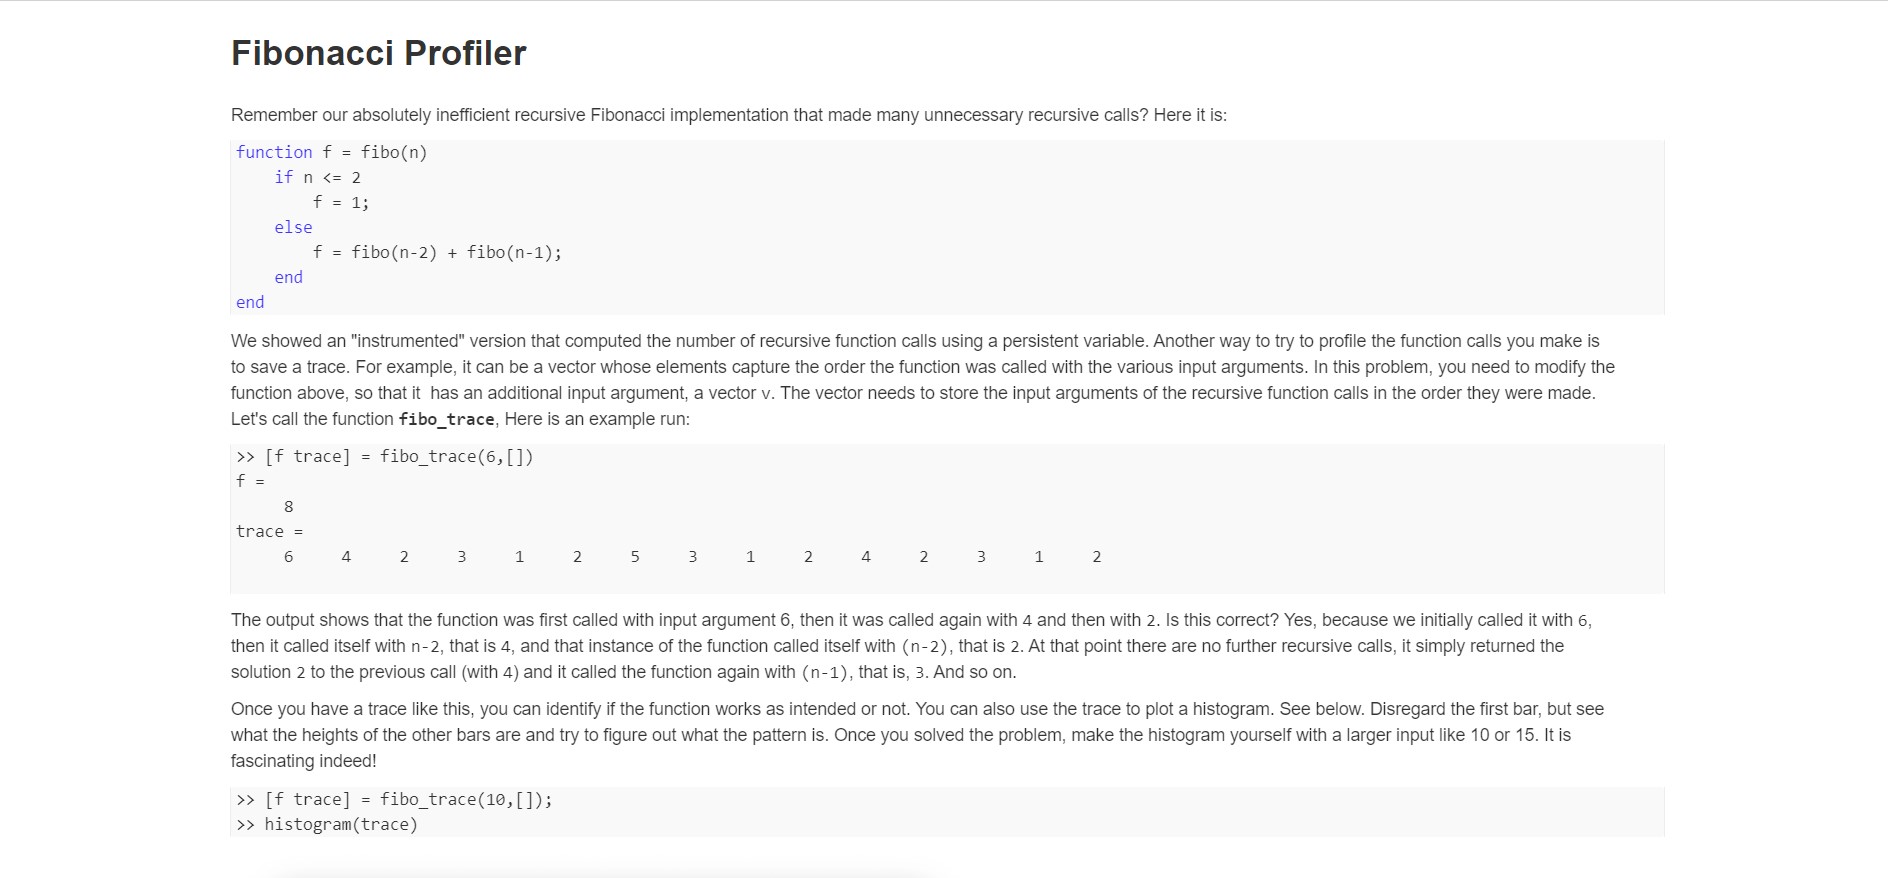 Fibonacci Profiler
Remember our absolutely inefficient recursive Fibonacci implementation that made many unnecessary recursive calls? Here it is:
function f = fibo(n)
    if n <= 2
        f = 1;
    else
        f = fibo(n-2) + fibo(n-1);
    end
end
We showed an "instrumented" version that computed the number of recursive function calls using a persistent variable. Another way to try to profile the function calls you make is
to save a trace. For example, it can be a vector whose elements capture the order the function was called with the various input arguments. In this problem, you need to modify the
function above, so that it  has an additional input argument, a vector v. The vector needs to store the input arguments of the recursive function calls in the order they were made.
Let's call the function fibo_trace, Here is an example run:
>> [f trace] = fibo_trace(6,[])
f =
     8
trace =
     6     4     2     3     1     2     5     3     1     2     4     2     3     1     2
The output shows that the function was first called with input argument 6, then it was called again with 4 and then with 2. Is this correct? Yes, because we initially called it with 6,
then it called itself with n-2, that is 4, and that instance of the function called itself with (n-2), that is 2. At that point there are no further recursive calls, it simply returned the
solution 2 to the previous call (with 4) and it called the function again with (n-1), that is, 3. And so on.
Once you have a trace like this, you can identify if the function works as intended or not. You can also use the trace to plot a histogram. See below. Disregard the first bar, but see
what the heights of the other bars are and try to figure out what the pattern is. Once you solved the problem, make the histogram yourself with a larger input like 10 or 15. It is
fascinating indeed!
>> [f trace] = fibo_trace(10,[]);
>> histogram(trace)